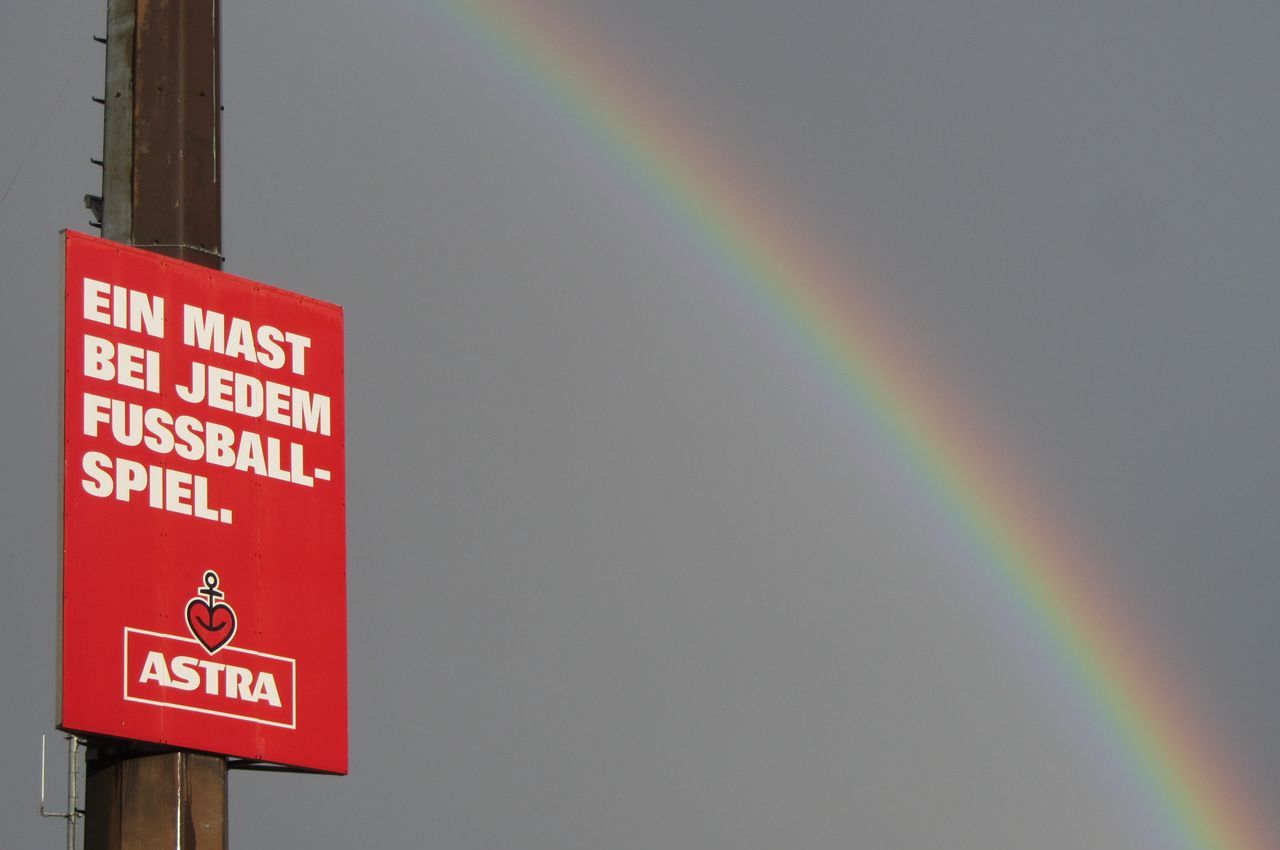 EIN MAST
BEI JEDEM
FUSSBALL-
SPIEL.
ASTRA